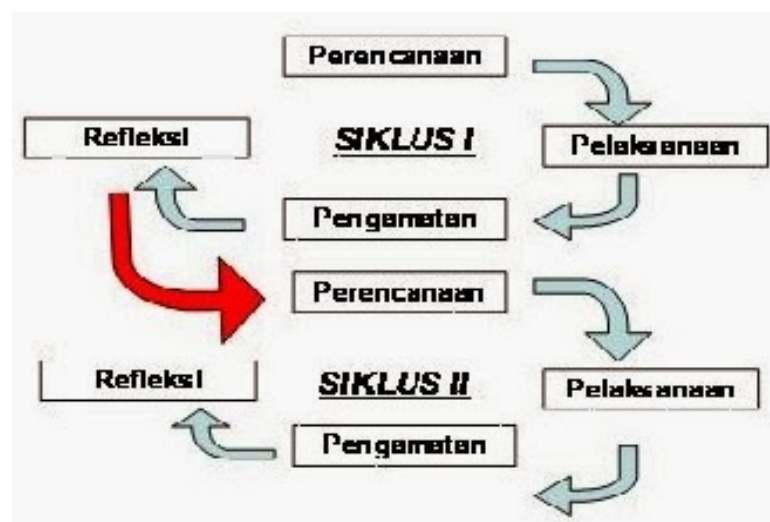 Perencanaan
SIKLUS I
Pelaksanaan
Pengamatan
Refleksi
Perencanaan
SIKLUS II
Pelaksanaan
Pengamatan
Refleksi